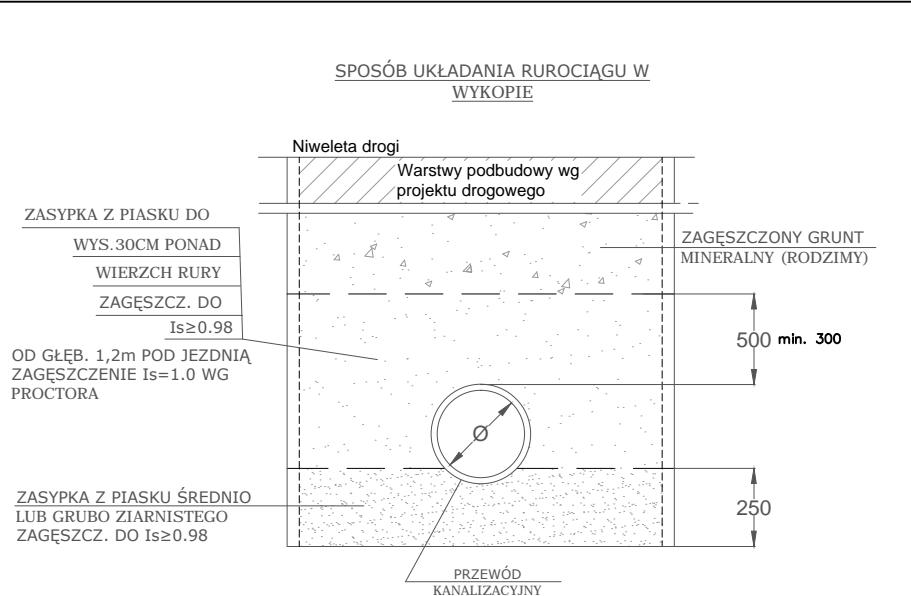 SPOSÓB UKŁADANIA RUROCIĄGU W
WYKOPIE
Niweleta drogi
Warstwy podbudowy wg
projektu drogowego
ZASYPKA Z PIASKU DO
WYS.30CM PONAD
WIERZCH RURY
ZAGĘSZCZ. DO
Is≥0.98
OD GŁĘB. 1,2m POD JEZDNIĄ
ZAGĘSZCZENIE Is=1.0 WG
PROCTORA
ZAGĘSZCZONY GRUNT
MINERALNY (RODZIMY)
500 min. 300
Ø
ZASYPKA Z PIASKU ŚREDNIO
LUB GRUBO ZIARNISTEGO
ZAGĘSZCZ. DO Is≥0.98
250
PRZEWÓD
KANALIZACYJNY